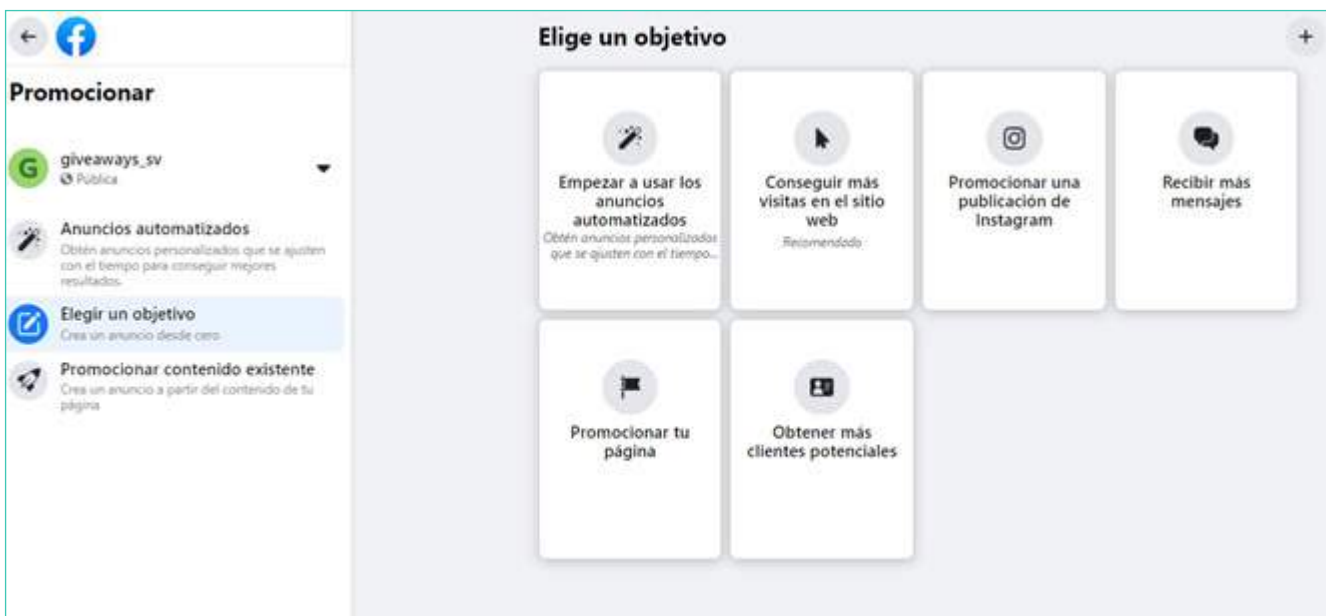 Promocionar
G
giveaways_sv
Pública
Anuncios automatizados
Obtén anuncios personalizados que se ajusten
con el tiempo para conseguir mejores
resultados.
Elegir un objetivo
Crea un anuncio desde cero
Promocionar contenido existente
Crea un anuncio a partir del contenido de tu
página
Elige un objetivo
+
Empezar a usar los
anuncios
automatizados
Obtén anuncios personalizados
que se ajusten con el tiempo...
Conseguir más
visitas en el sitio
web
Recomendado
Promocionar una
publicación de
Instagram
Recibir más
mensajes
Promocionar tu
página
Obtener más
clientes potenciales